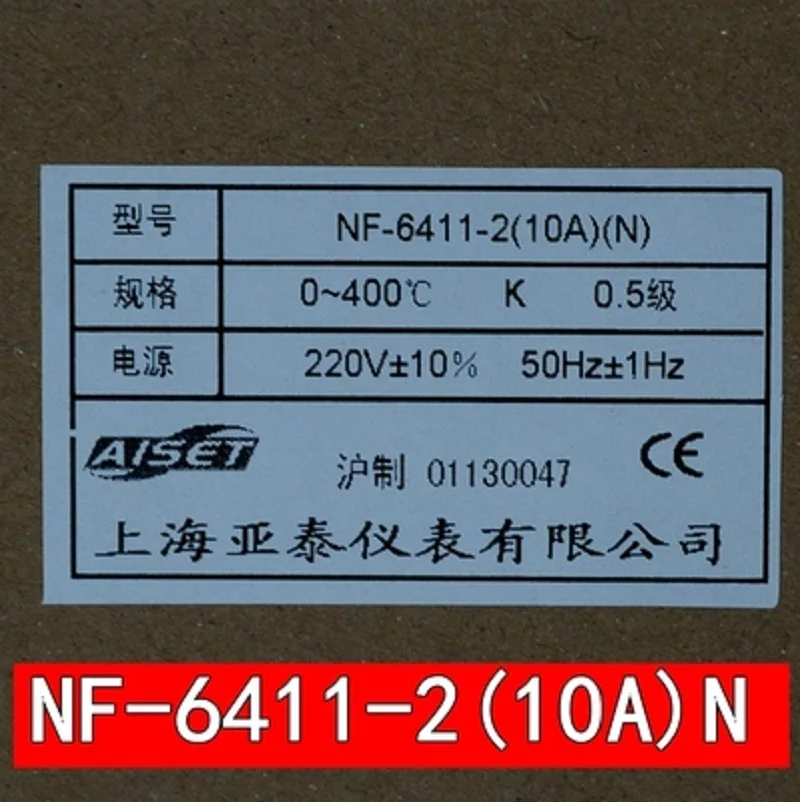 型号 NF-6411-2(10A)(N)
规格 0~400℃ K 0.5级
电源 220V±10% 50Hz±1Hz
AISET 沪制 01130047 CE
上海亚泰仪表有限公司
NF-6411-2(10A)N